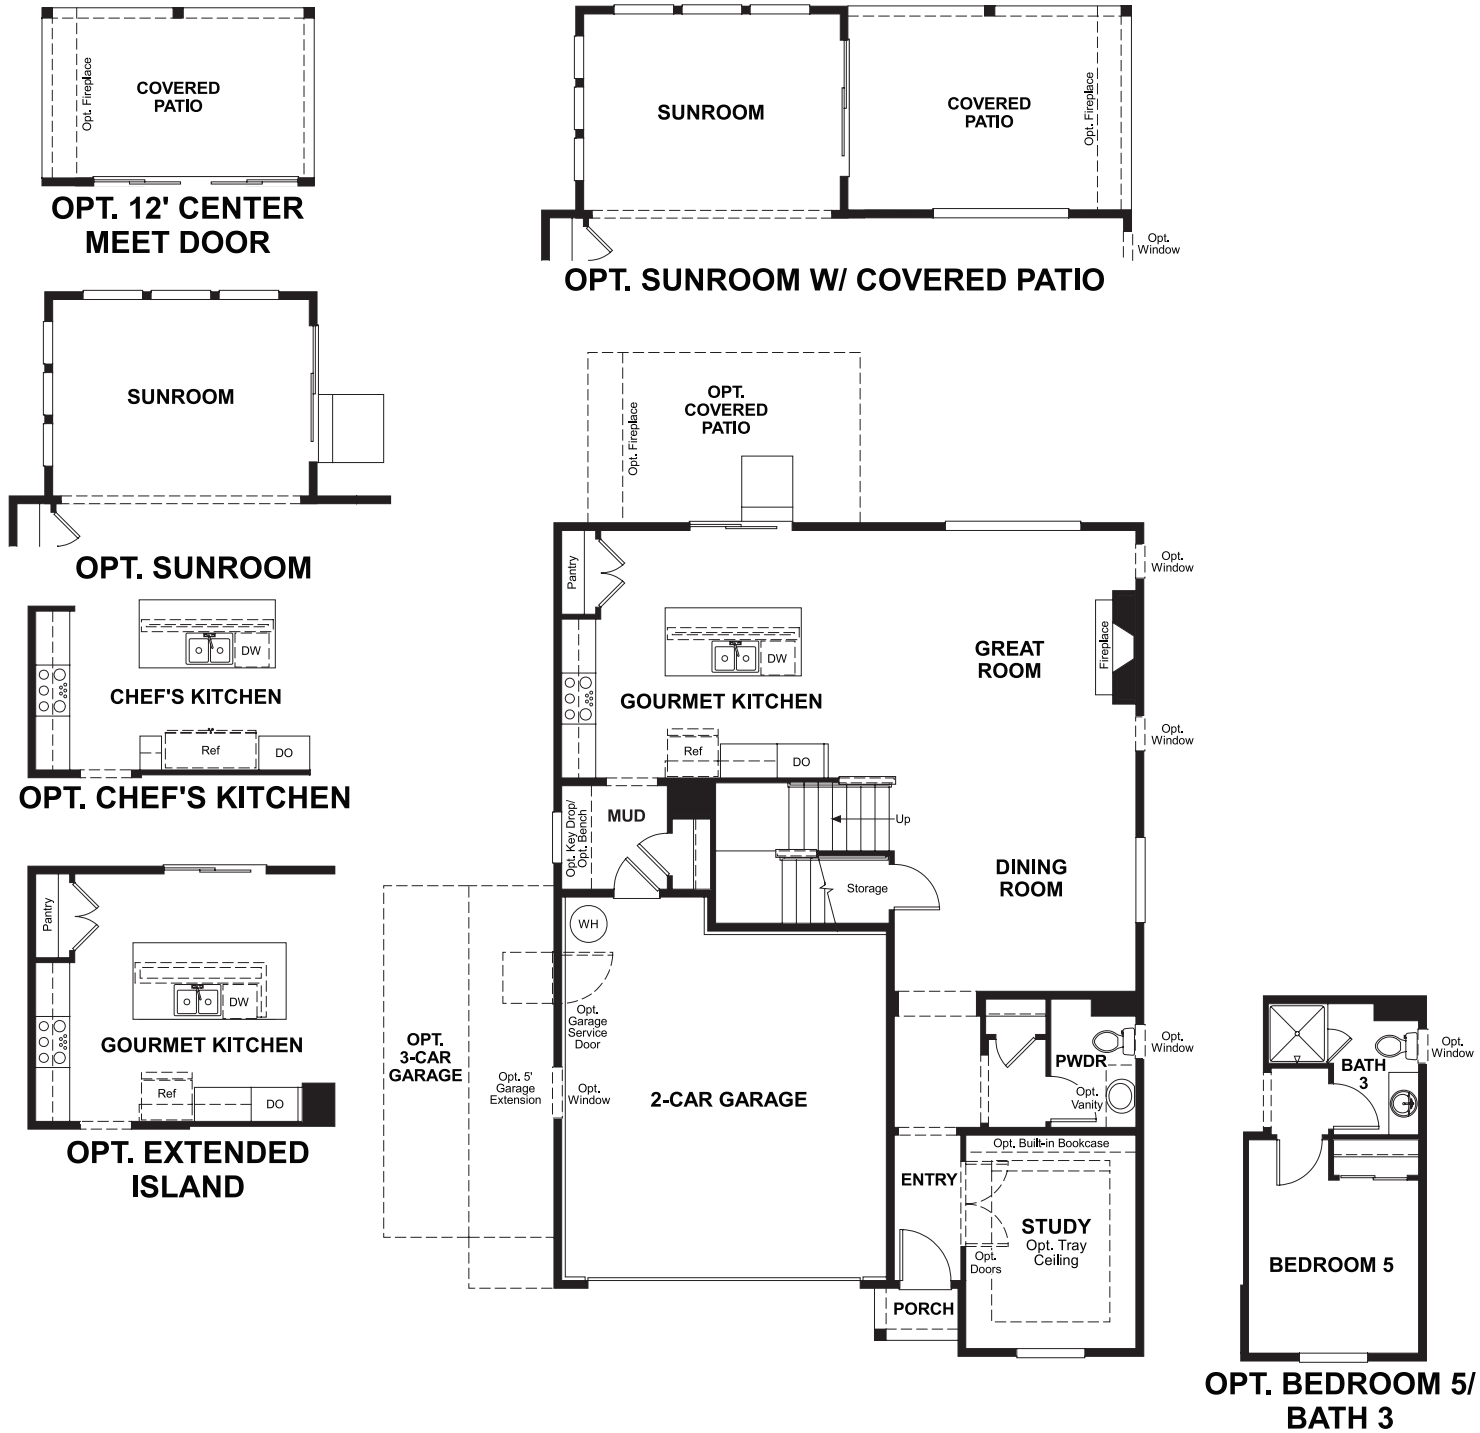 Opt. Fireplace
COVERED
PATIO
OPT. 12' CENTER
MEET DOOR
SUNROOM
COVERED
PATIO
Opt. Fireplace
Opt.
Window
OPT. SUNROOM W/ COVERED PATIO
SUNROOM
OPT. SUNROOM
DW
CHEF'S KITCHEN
Ref
DO
OPT. CHEF'S KITCHEN
Pantry
DW
GOURMET KITCHEN
Ref
DO
OPT. EXTENDED
ISLAND
Opt. Fireplace
OPT.
COVERED
PATIO
Pantry
DW
GOURMET KITCHEN
Ref
DO
GREAT
ROOM
Fireplace
Opt.
Window
Opt.
Window
Opt. Key Drop/
Opt. Bench
MUD
Up
Storage
DINING
ROOM
WH
Opt.
Garage
Service
Door
OPT.
3-CAR
GARAGE
Opt. 5'
Garage
Extension
Opt.
Window
2-CAR GARAGE
PWDR
Opt.
Vanity
Opt.
Window
Opt. Built-in Bookcase
ENTRY
STUDY
Opt. Tray
Ceiling
Opt.
Doors
PORCH
BATH
3
Opt.
Window
BEDROOM 5
OPT. BEDROOM 5/
BATH 3